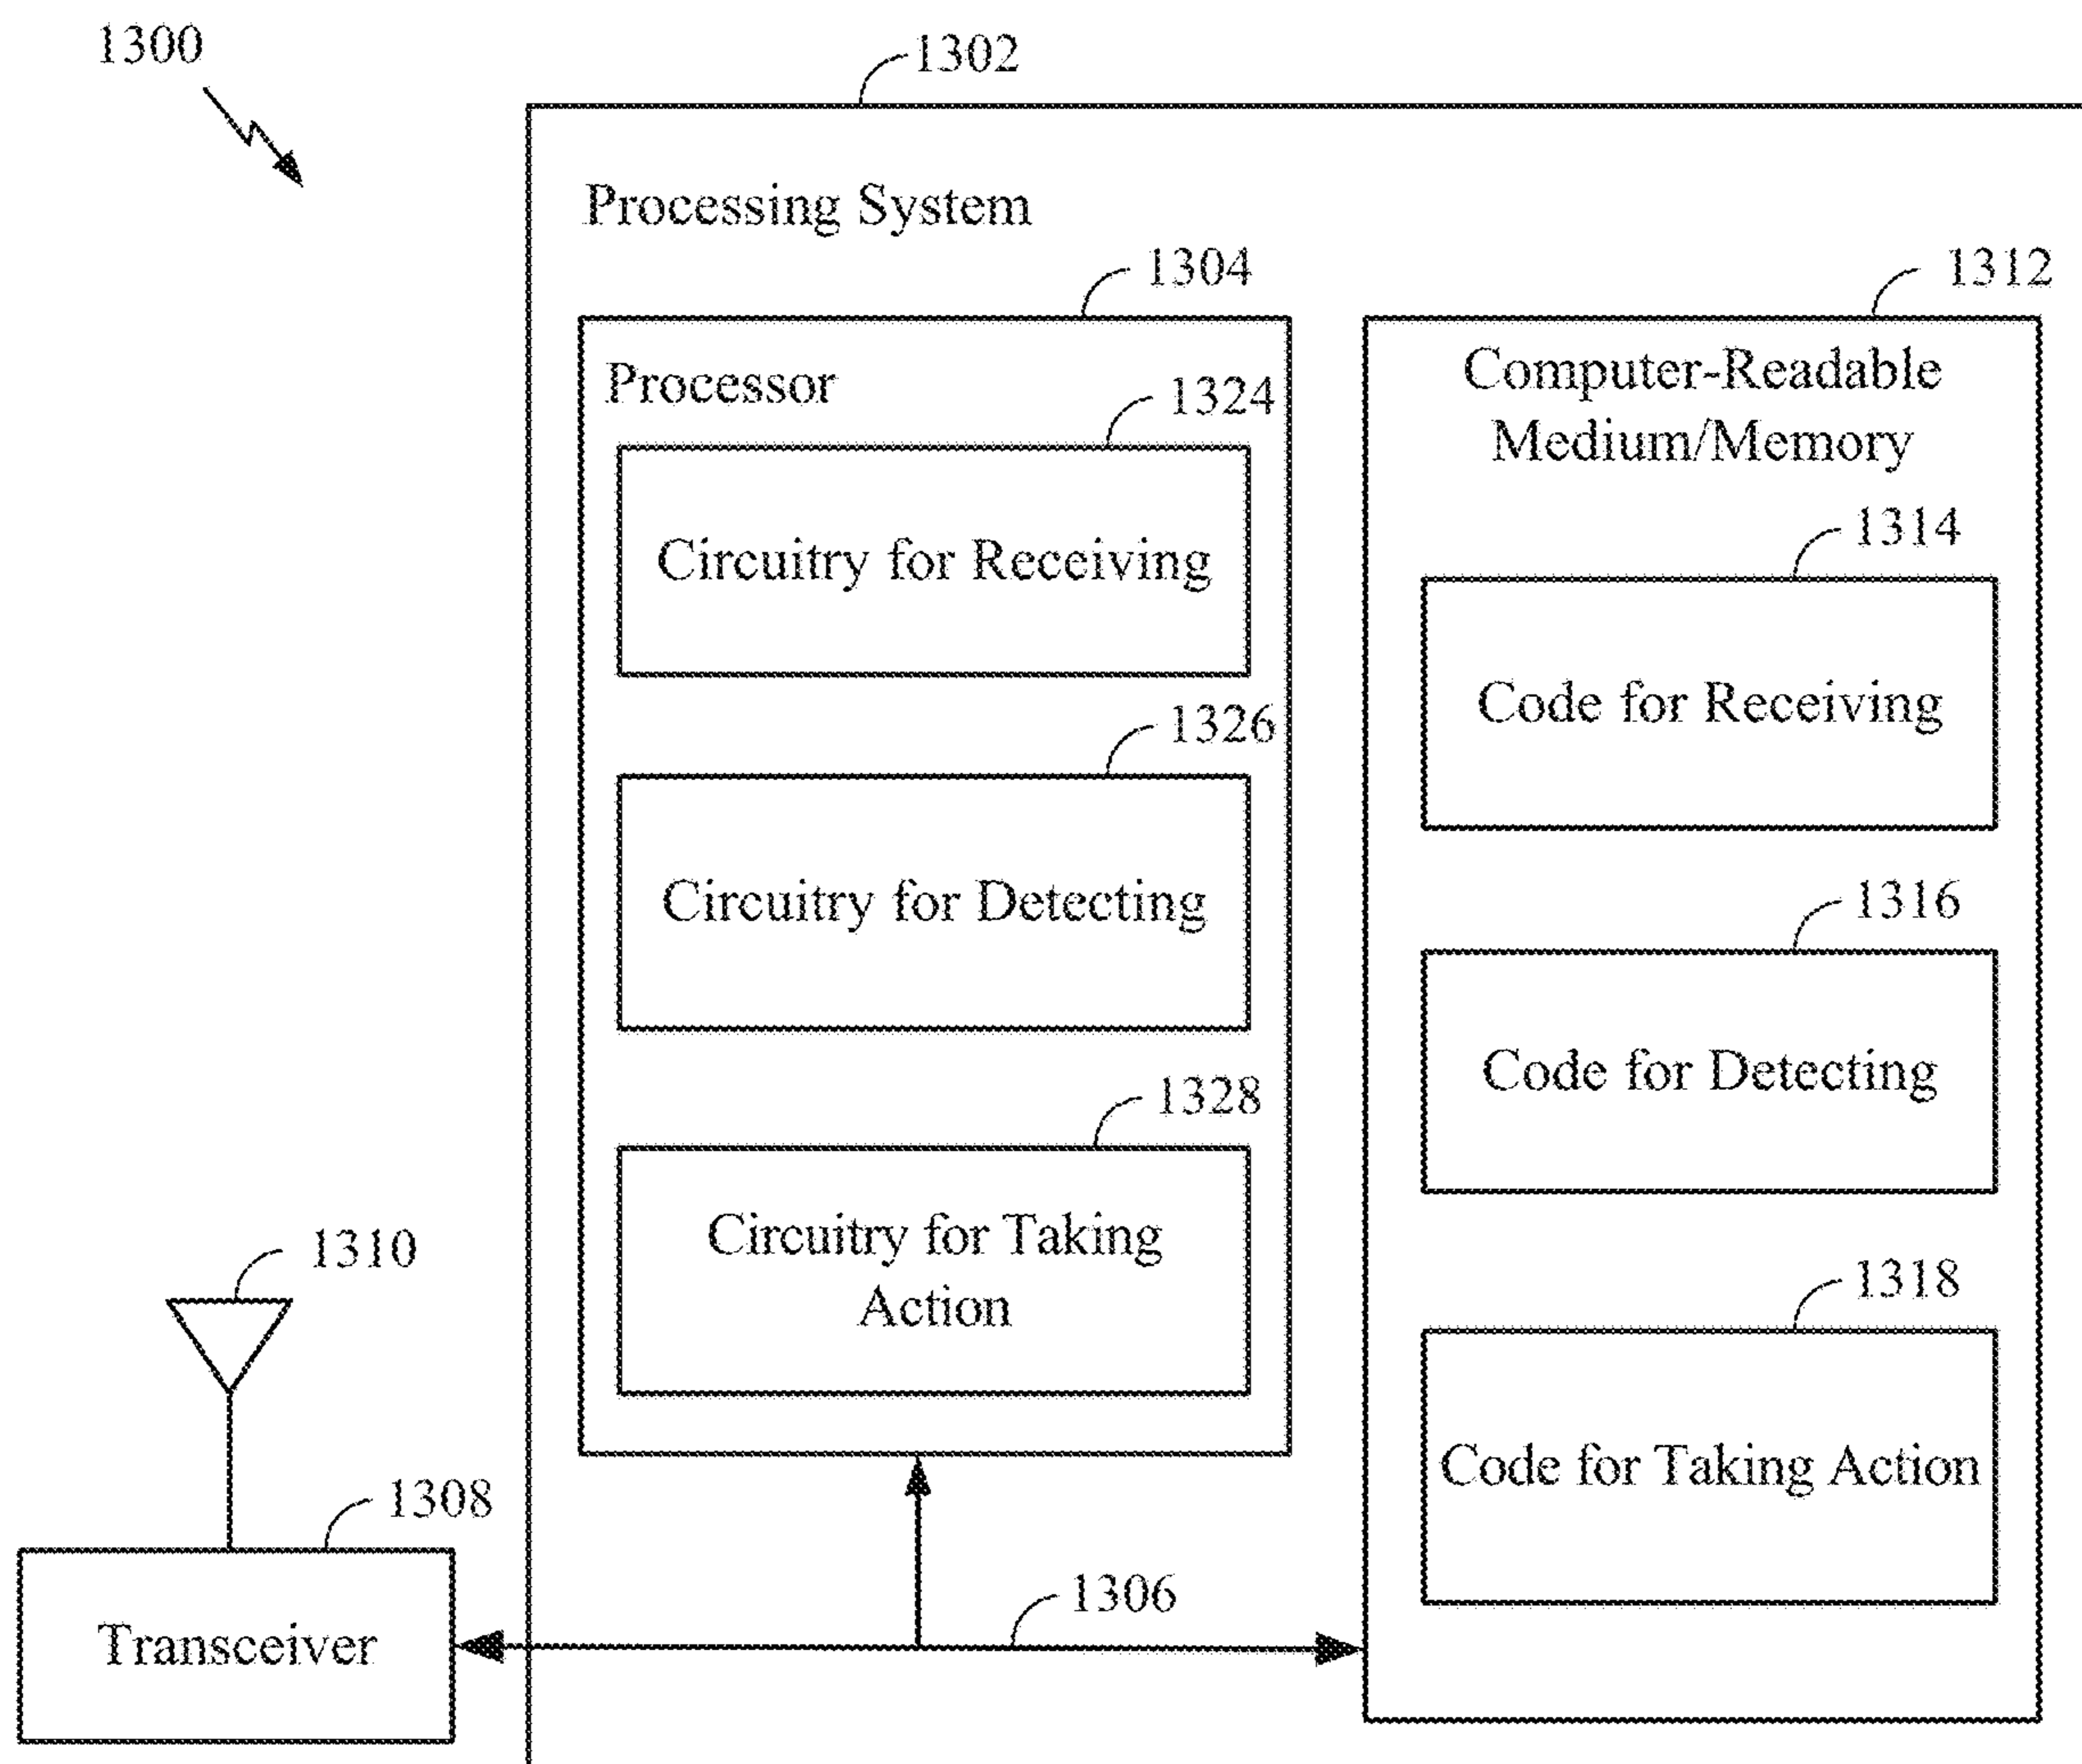 1300
1302
Processing System
1304
1312
Processor
1324
Computer-Readable
Medium/Memory
Circuitry for Receiving
1314
Code for Receiving
1326
Circuitry for Detecting
1316
Code for Detecting
1328
Circuitry for Taking
Action
1318
Code for Taking Action
1310
1308
Transceiver
1306